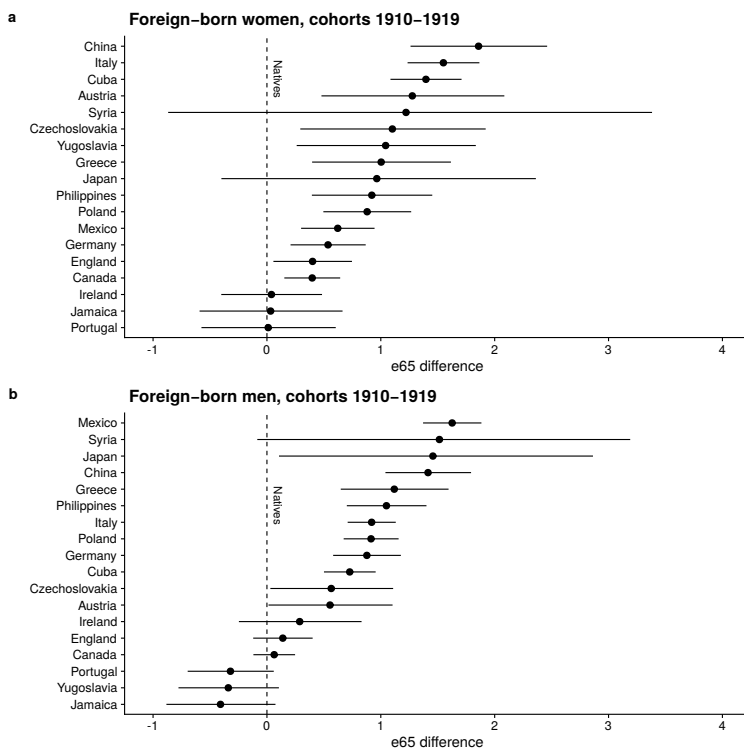 a
Foreign−born women, cohorts 1910−1919
China
Italy
Cuba
Austria
Syria
Czechoslovakia
Yugoslavia
Greece
Japan
Philippines
Poland
Mexico
Germany
England
Canada
Ireland
Jamaica
Portugal
Natives
-1 0 1 2 3 4
e65 difference
b
Foreign−born men, cohorts 1910−1919
Mexico
Syria
Japan
China
Greece
Philippines
Italy
Poland
Germany
Cuba
Czechoslovakia
Austria
Ireland
England
Canada
Portugal
Yugoslavia
Jamaica
Natives
-1 0 1 2 3 4
e65 difference